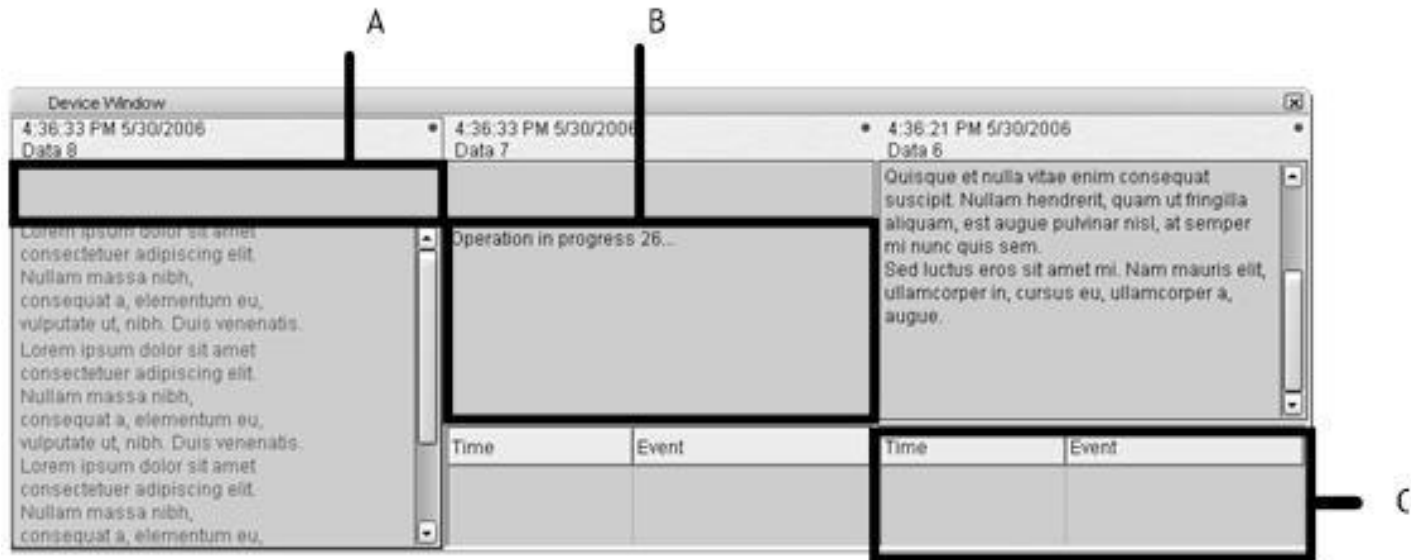 A
B
Device Window
4:36:33 PM 5/30/2006
Data 8
Lorem ipsum dolor sit amet
consectetuer adipiscing elit.
Nullam massa nibh,
consequat a, elementum eu,
vulputate ut, nibh. Duis venenatis.
Lorem ipsum dolor sit amet
consectetuer adipiscing elit.
Nullam massa nibh,
consequat a, elementum eu,
vulputate ut, nibh. Duis venenatis.
Lorem ipsum dolor sit amet
consectetuer adipiscing elit.
Nullam massa nibh,
consequat a, elementum eu,
4:36:33 PM 5/30/2006
Data 7
Operation in progress 26...
Time Event
4:36:21 PM 5/30/2006
Data 6
Quisque et nulla vitae enim consequat
suscipit. Nullam hendrerit, quam ut fringilla
aliquam, est augue pulvinar nisl, at semper
mi nunc quis sem.
Sed luctus eros sit amet mi. Nam mauris elit,
ullamcorper in, cursus eu, ullamcorper a,
augue.
Time Event
C